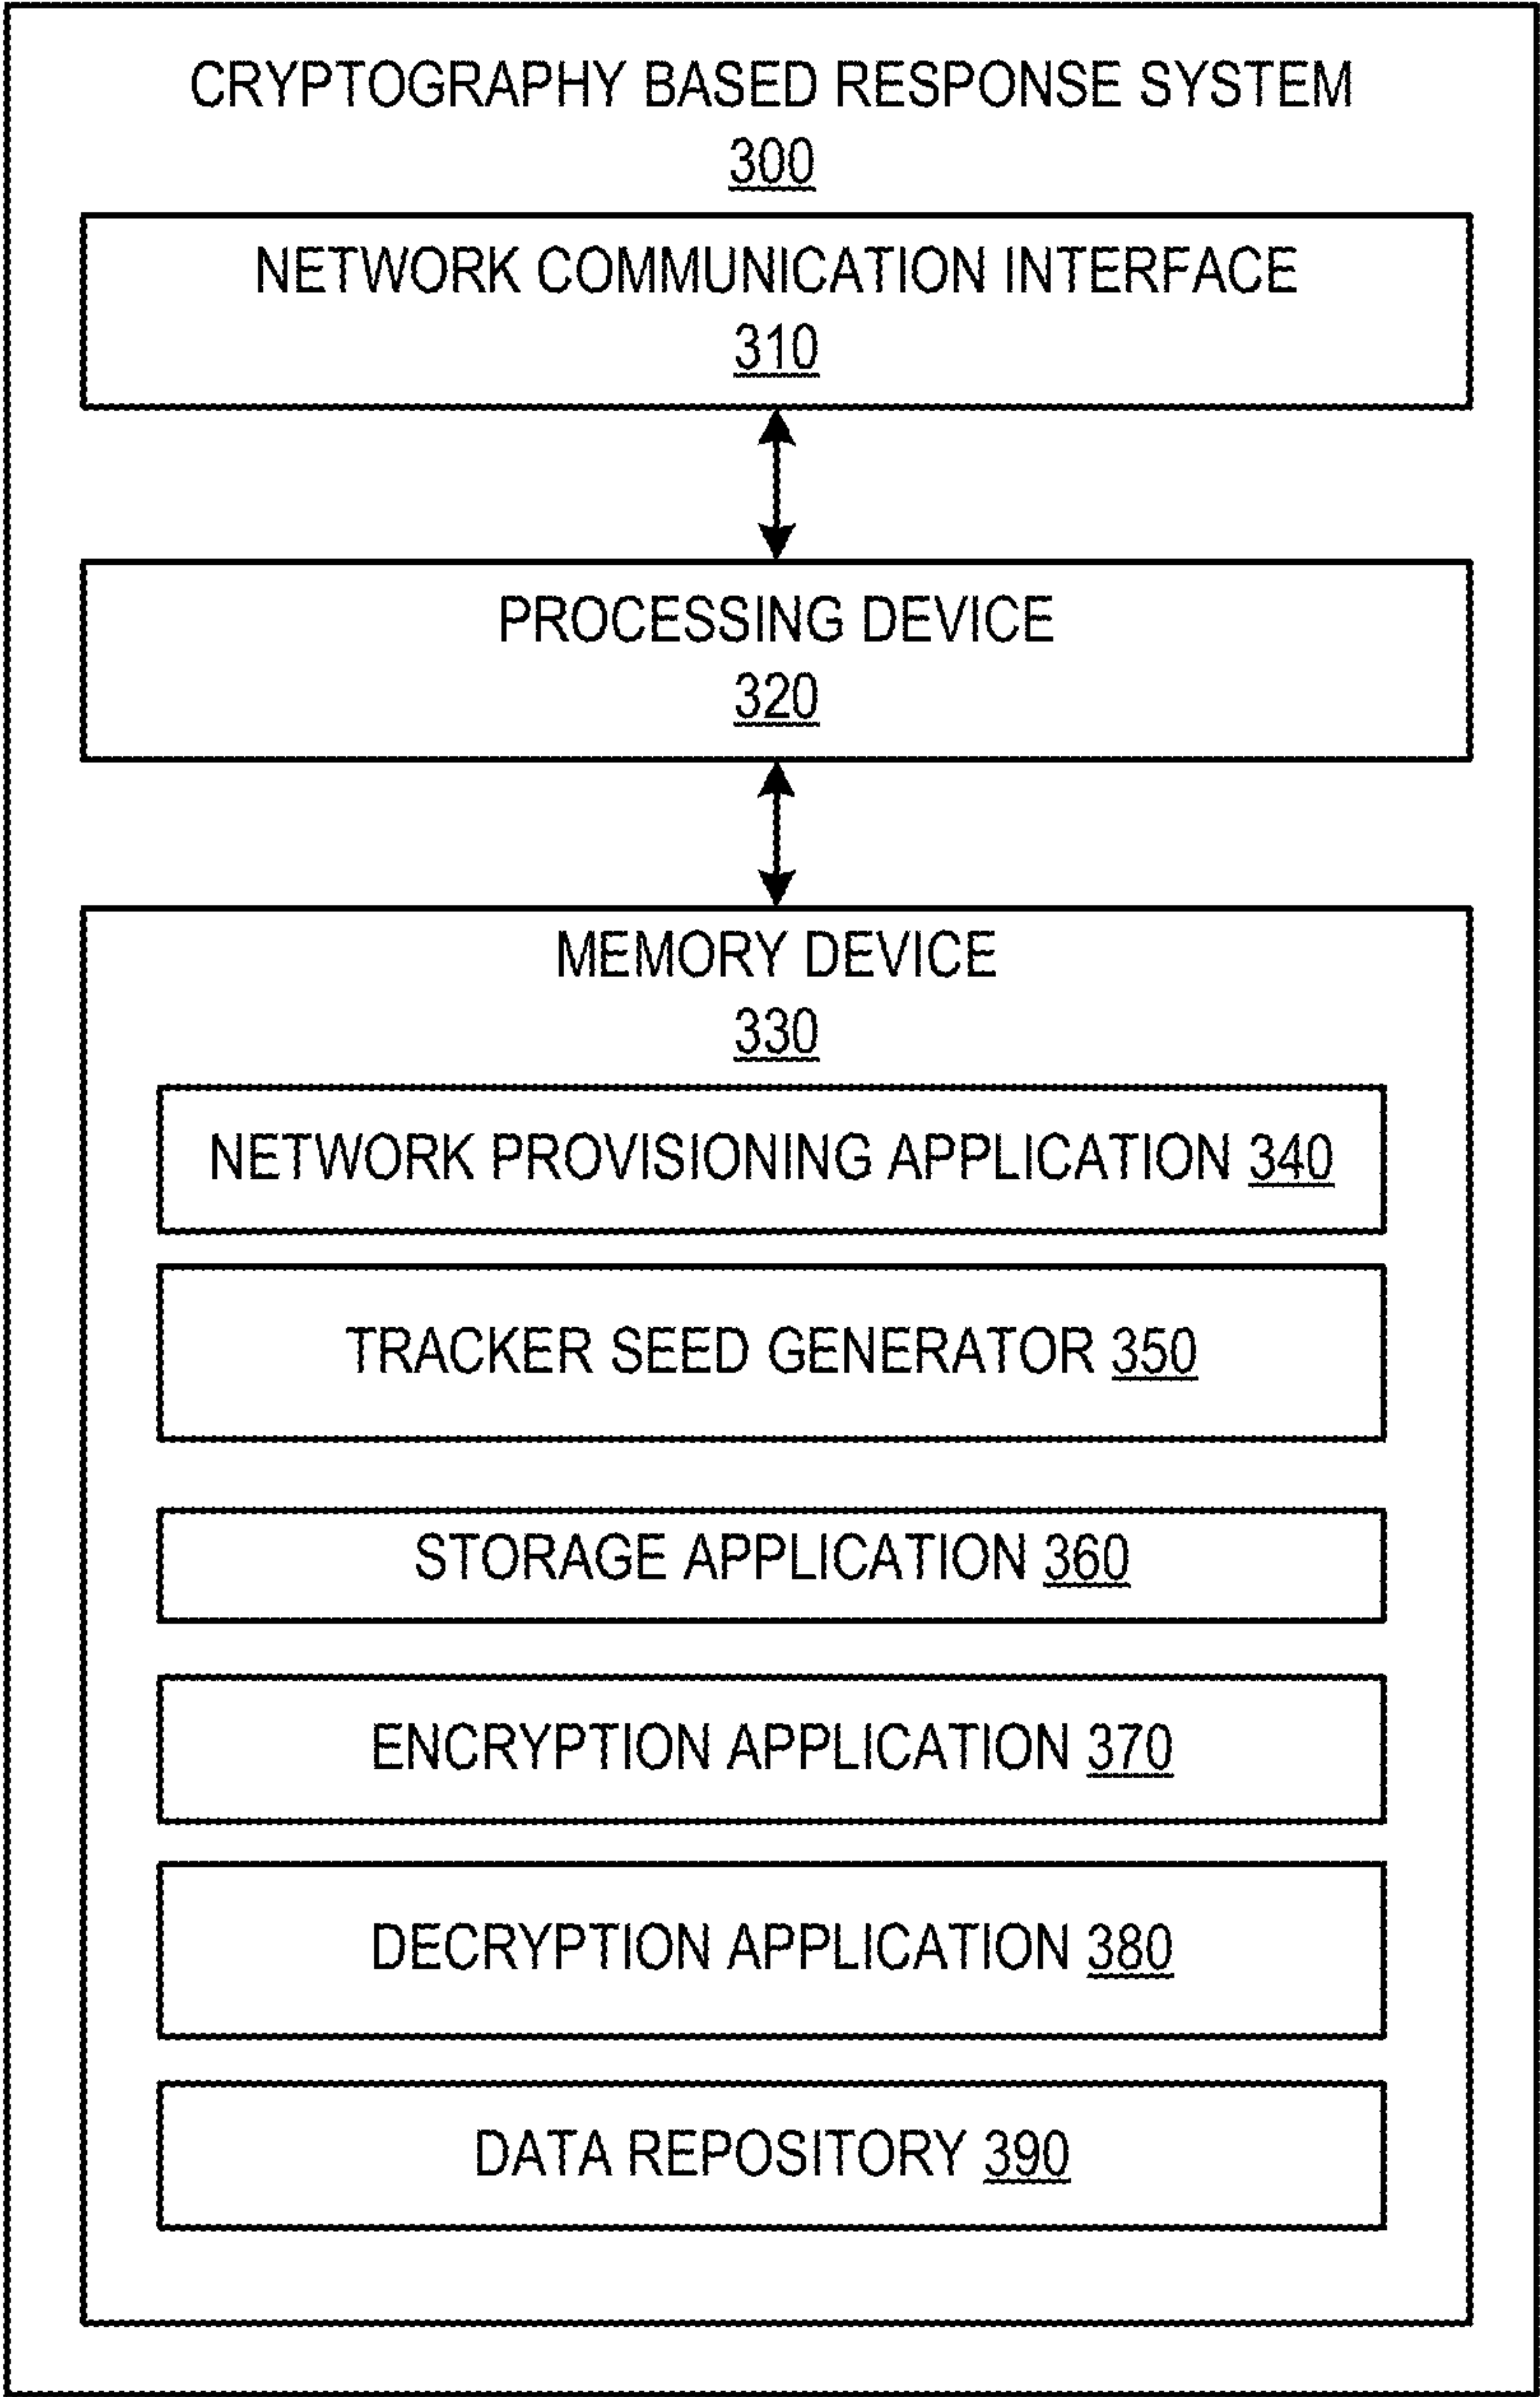 CRYPTOGRAPHY BASED RESPONSE SYSTEM
300
NETWORK COMMUNICATION INTERFACE
310
PROCESSING DEVICE
320
MEMORY DEVICE
330
NETWORK PROVISIONING APPLICATION 340
TRACKER SEED GENERATOR 350
STORAGE APPLICATION 360
ENCRYPTION APPLICATION 370
DECRYPTION APPLICATION 380
DATA REPOSITORY 390